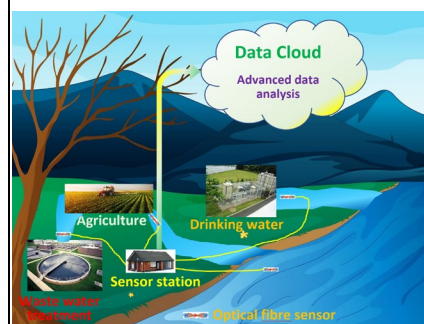 Data Cloud
Advanced data
analysis
Agriculture
Drinking water
Sensor station
Waste water
treatment
Optical fibre sensor